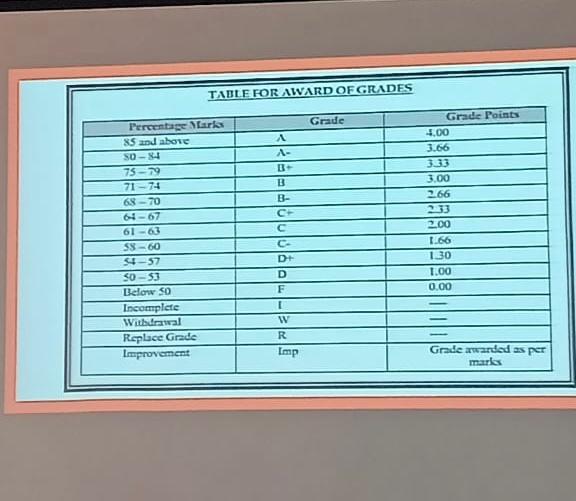 TABLE FOR AWARD OF GRADES
Percentage Marks Grade Grade Points
85 and above A 4.00
80 – 84 A- 3.66
75 – 79 B+ 3.33
71 – 74 B 3.00
68 – 70 B- 2.66
64 – 67 C+ 2.33
61 – 63 C 2.00
58 – 60 C- 1.66
54 – 57 D+ 1.30
50 – 53 D 1.00
Below 50 F 0.00
Incomplete I —
Withdrawal W —
Replace Grade R —
Improvement Imp Grade awarded as per
marks